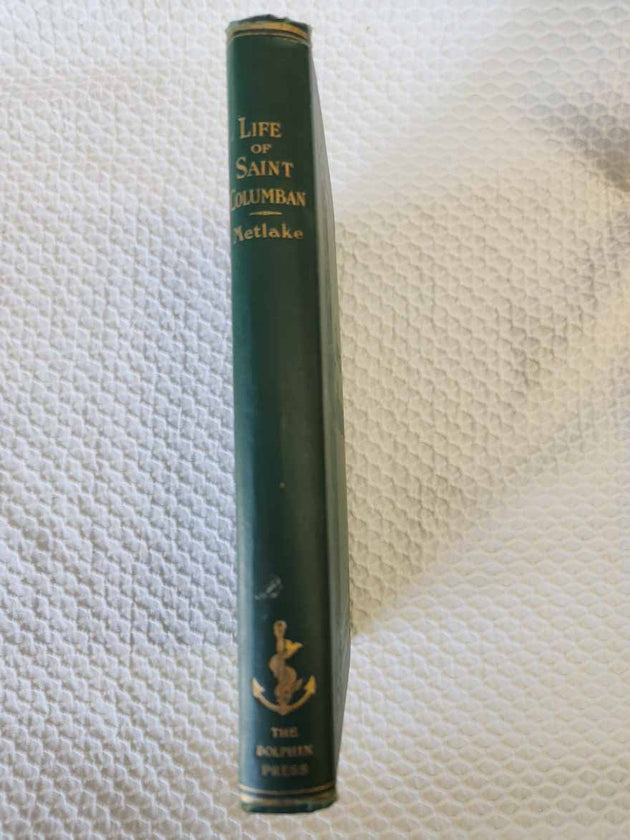 LIFE
OF
SAINT
COLUMBAN
Metlake
THE
DOLPHIN
PRESS